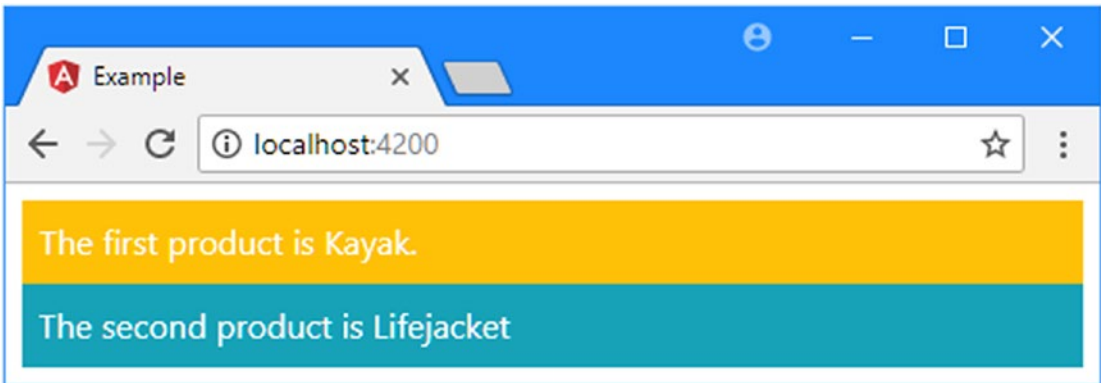 Example
localhost:4200
The first product is Kayak.
The second product is Lifejacket